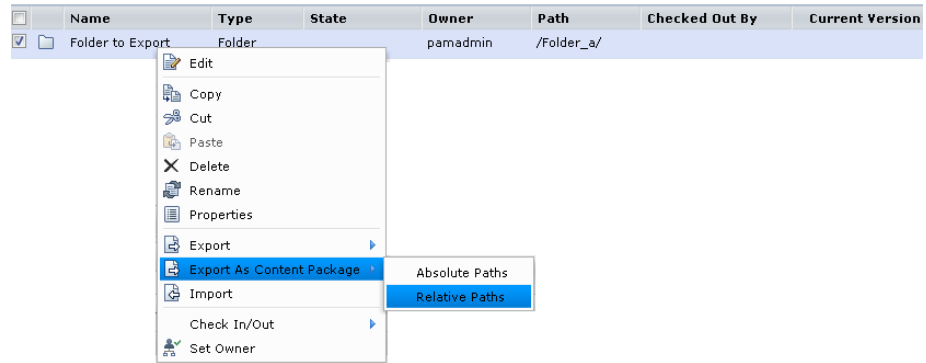 Name Type State Owner Path Checked Out By Current Version
Folder to Export Folder pamadmin /Folder_a/
Edit
Copy
Cut
Paste
Delete
Rename
Properties
Export
Export As Content Package
Absolute Paths
Import
Relative Paths
Check In/Out
Set Owner